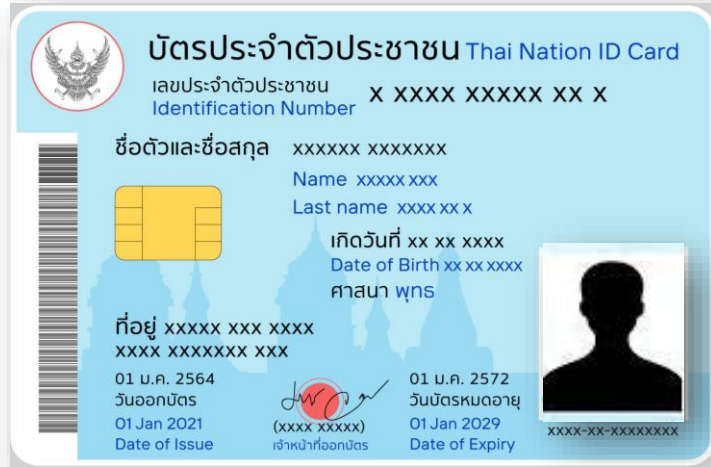 บัตรประจำตัวประชาชน Thai Nation ID Card
เลขประจำตัวประชาชน
Identification Number
X XXXX XXXXX XX X
ชื่อตัวและชื่อสกุล xxxxxx xxxxxxx
Name xxxxx xxx
Last name xxxx xx x
เกิดวันที่ xx xx xxxx
Date of Birth xx xx xxxx
ศาสนา พุทธ
ที่อยู่ xxxxx xxx xxxx
xxxx xxxxxxx xxx
01 ม.ค. 2564
วันออกบัตร
01 Jan 2021
Date of Issue
(xxxx xxxxx)
เจ้าหน้าที่ออกบัตร
01 ม.ค. 2572
วันบัตรหมดอายุ
01 Jan 2029
Date of Expiry
xxxx-xx-xxxxxxxx